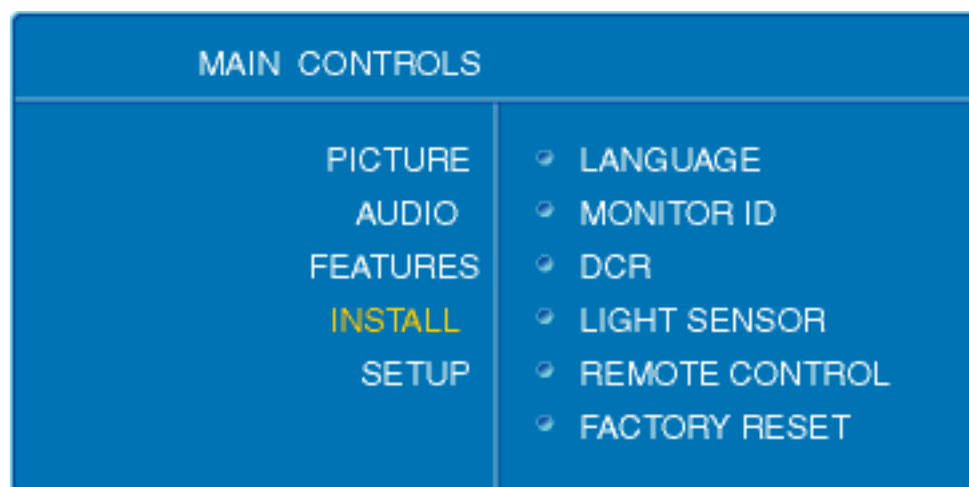 MAIN CONTROLS
PICTURE
AUDIO
FEATURES
INSTALL
SETUP
LANGUAGE
MONITOR ID
DCR
LIGHT SENSOR
REMOTE CONTROL
FACTORY RESET